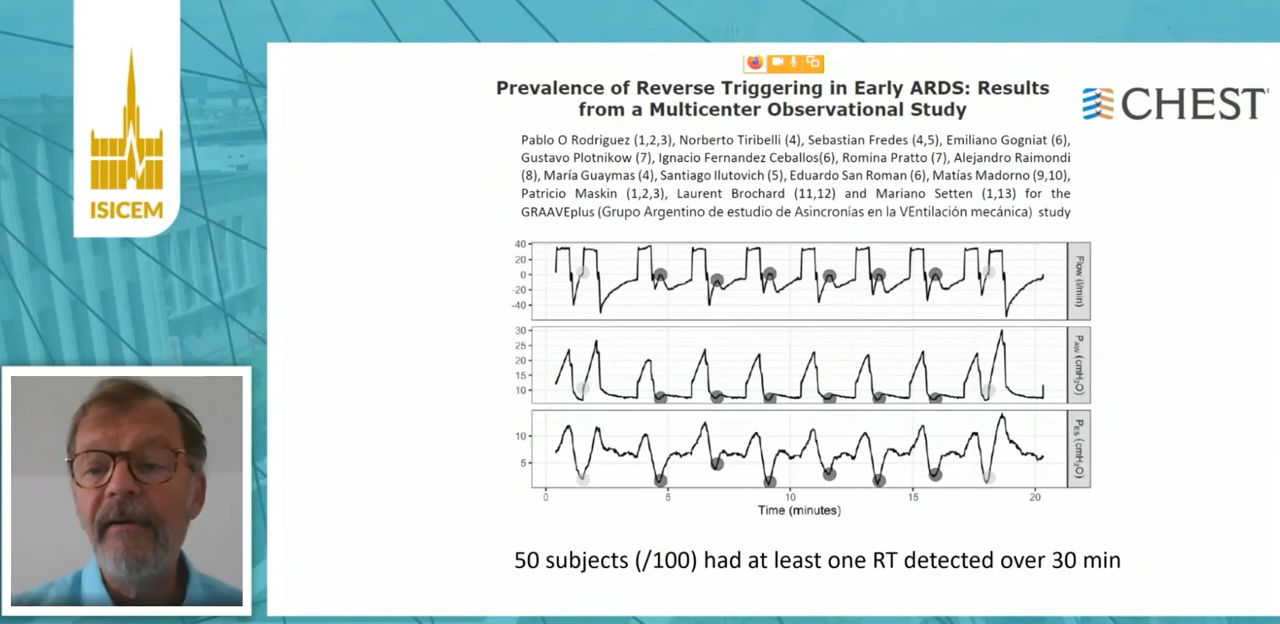 ISICEM
Prevalence of Reverse Triggering in Early ARDS: Results
from a Multicenter Observational Study
CHEST
Pablo O Rodriguez (1,2,3), Norberto Tiribelli (4), Sebastian Fredes (4,5), Emiliano Gogniat (6),
Gustavo Plotnikow (7), Ignacio Fernandez Ceballos(6), Romina Pratto (7), Alejandro Raimondi
(8), María Guaymas (4), Santiago Ilutovich (5), Eduardo San Roman (6), Matías Madorno (9,10),
Patricio Maskin (1,2,3), Laurent Brochard (11,12) and Mariano Setten (1,13) for the
GRAAVEplus (Grupo Argentino de estudio de Asincronías en la VEntilación mecánica) study
40
20
0
-20
-40
Flow (l/min)
30
25
20
15
10
Paw (cmH2O)
10
5
PES (cmH2O)
0 5 10 15 20
Time (minutes)
50 subjects (/100) had at least one RT detected over 30 min